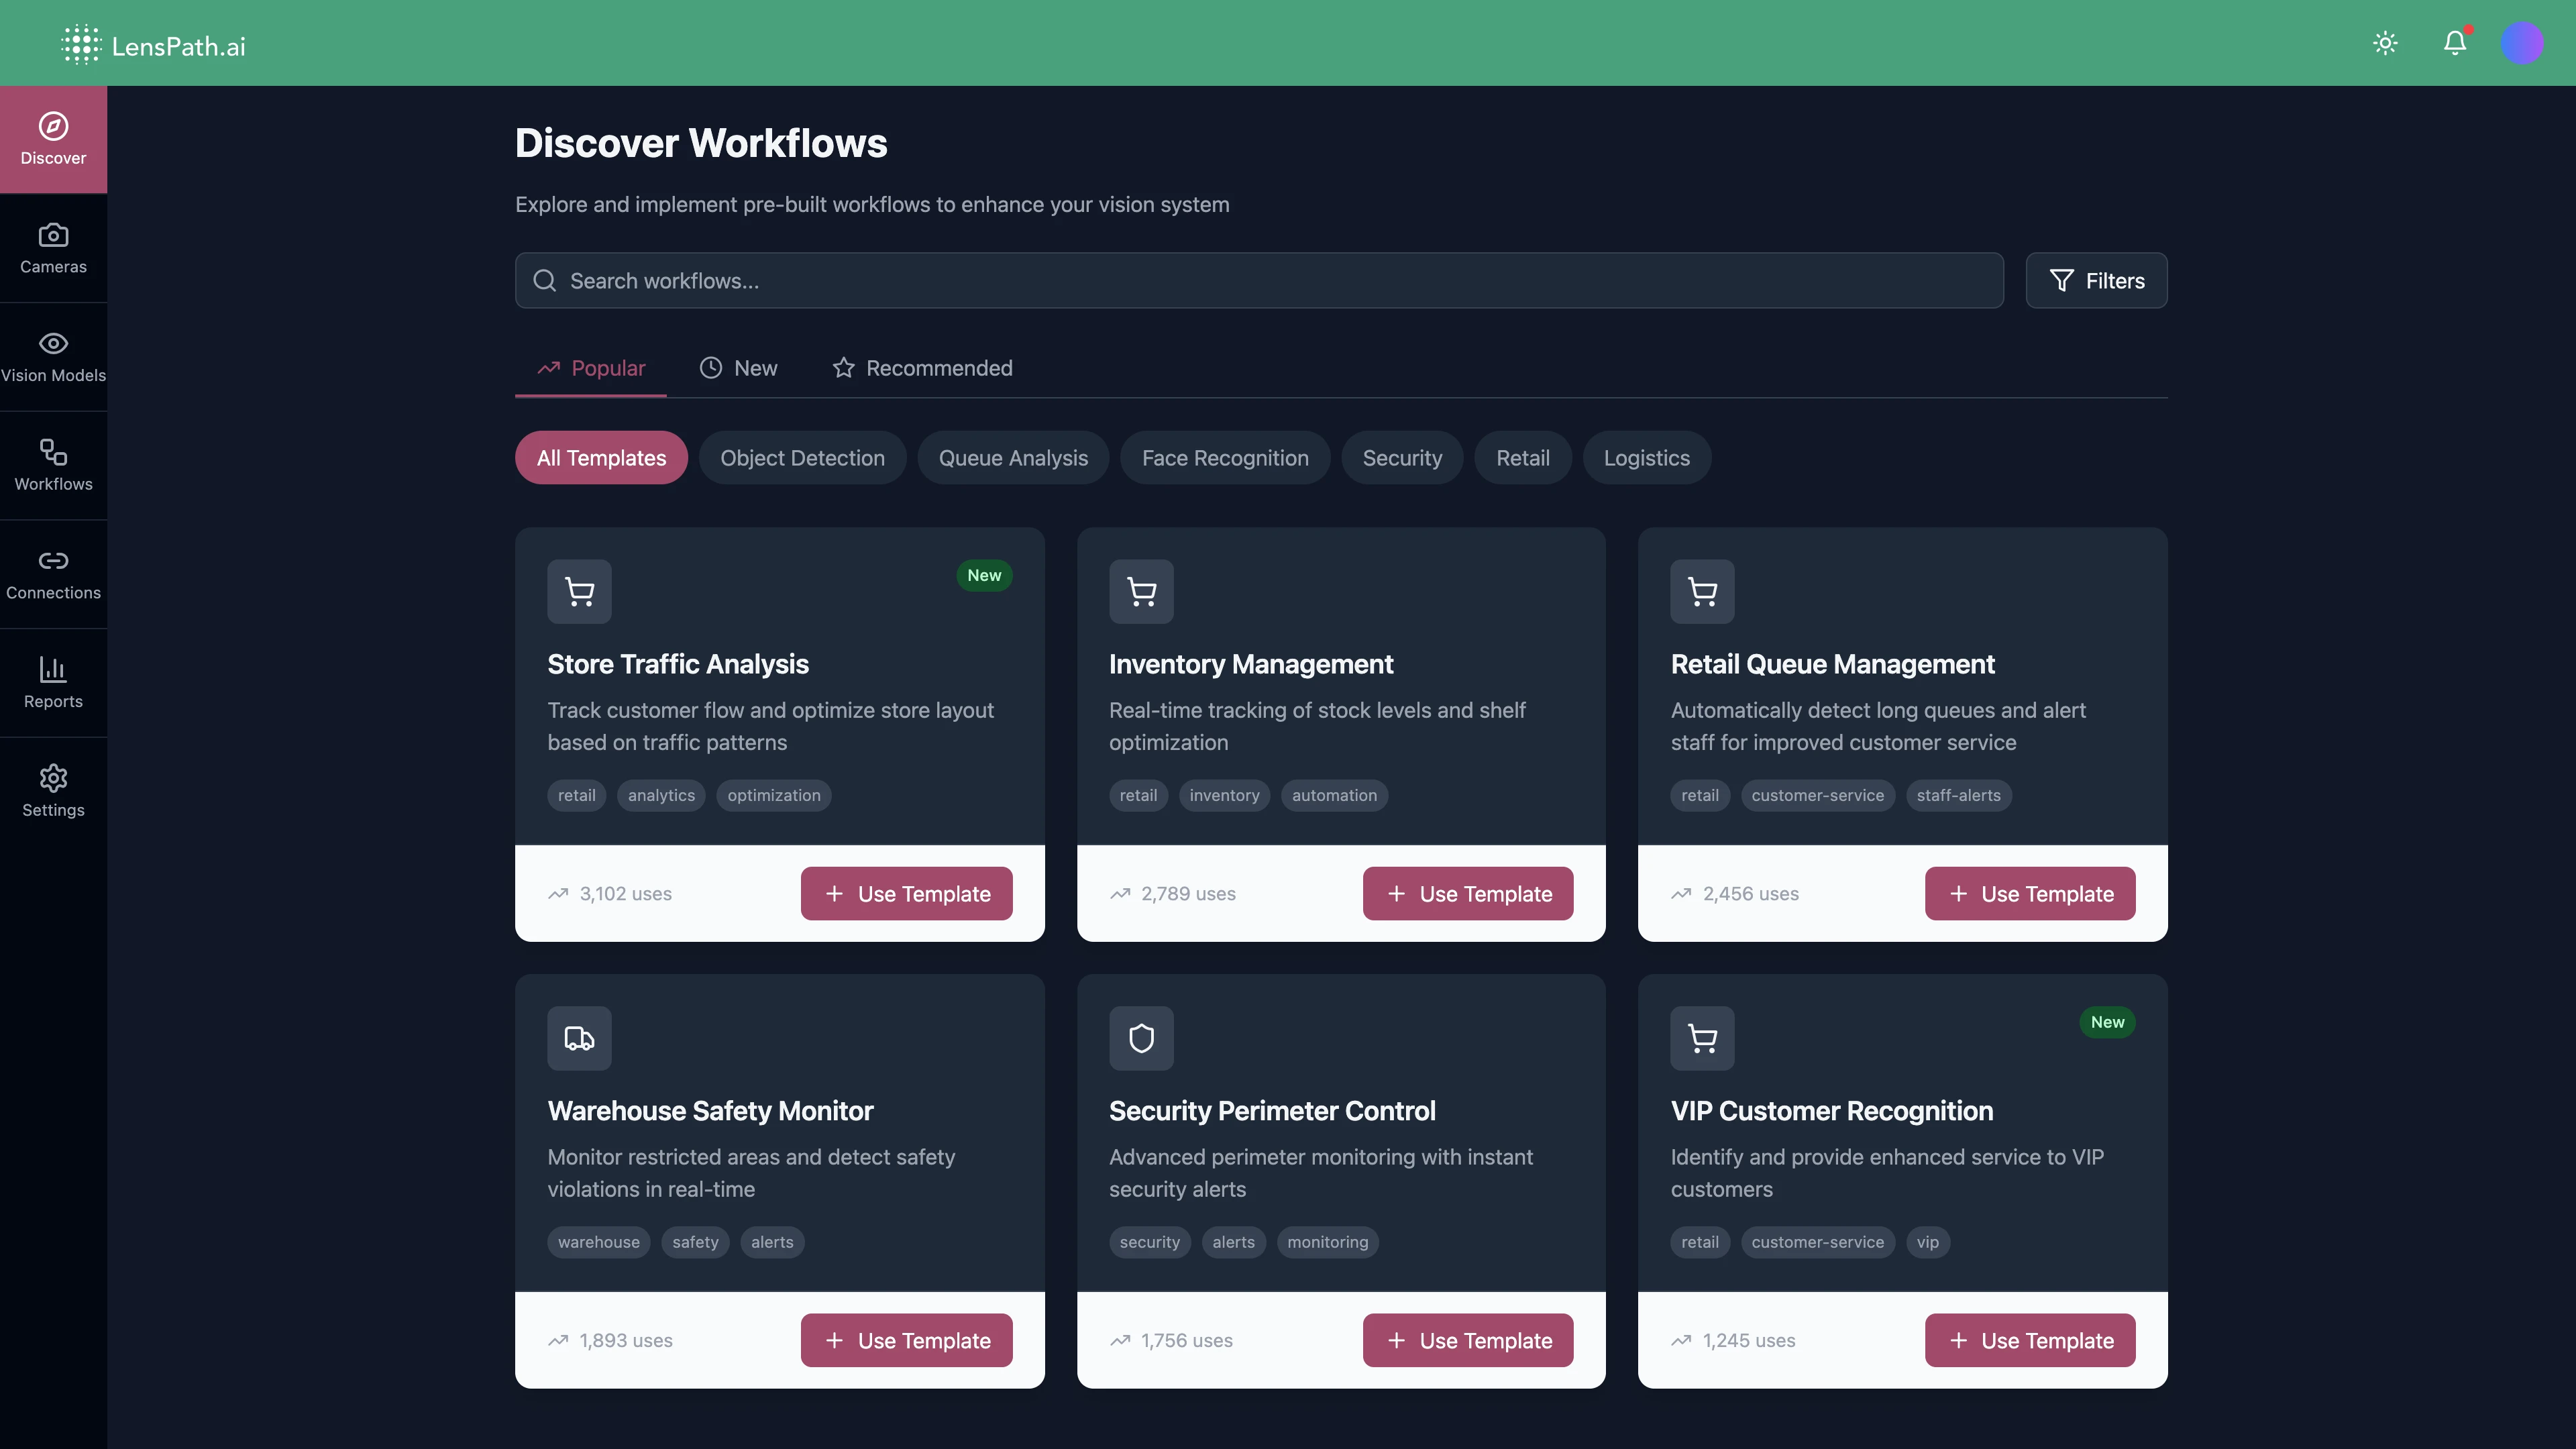 LensPath.ai
Discover
Cameras
Vision Models
Workflows
Connections
Reports
Settings
Discover Workflows
Explore and implement pre-built workflows to enhance your vision system
Search workflows...
Filters
Popular
New
Recommended
All Templates
Object Detection
Queue Analysis
Face Recognition
Security
Retail
Logistics
New
Store Traffic Analysis
Track customer flow and optimize store layout
based on traffic patterns
retail
analytics
optimization
3,102 uses
Use Template
Inventory Management
Real-time tracking of stock levels and shelf
optimization
retail
inventory
automation
2,789 uses
Use Template
Retail Queue Management
Automatically detect long queues and alert
staff for improved customer service
retail
customer-service
staff-alerts
2,456 uses
Use Template
Warehouse Safety Monitor
Monitor restricted areas and detect safety
violations in real-time
warehouse
safety
alerts
1,893 uses
Use Template
Security Perimeter Control
Advanced perimeter monitoring with instant
security alerts
security
alerts
monitoring
1,756 uses
Use Template
New
VIP Customer Recognition
Identify and provide enhanced service to VIP
customers
retail
customer-service
vip
1,245 uses
Use Template